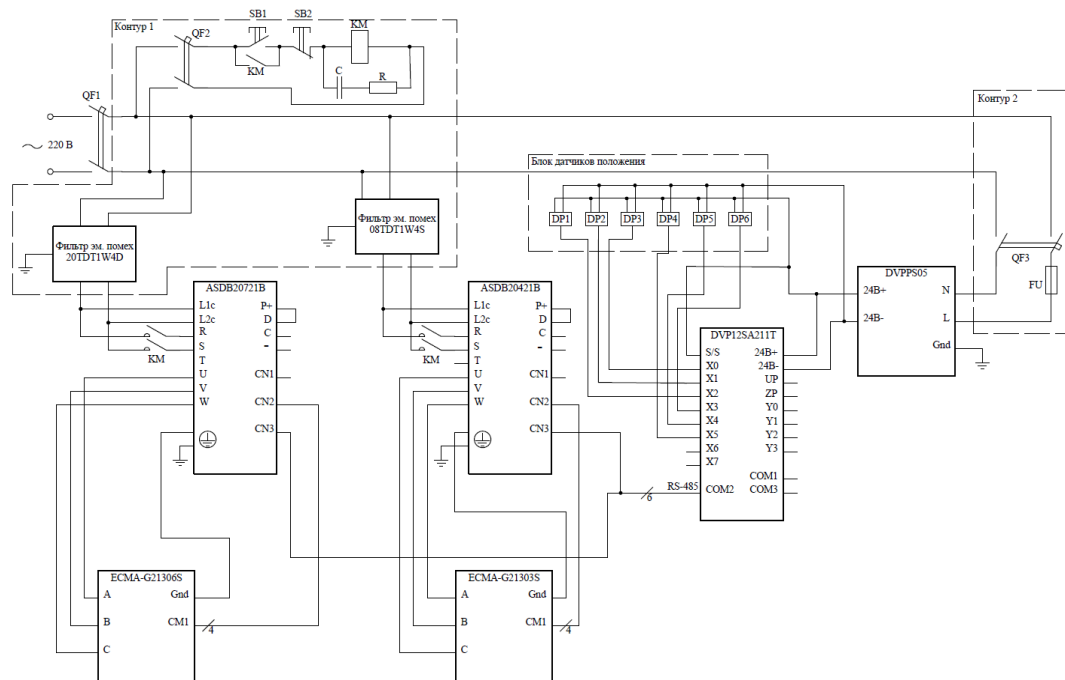 Контур 1
SB1
SB2
KM
QF2
KM
C
R
QF1
220 В
Контур 2
Блок датчиков положения
DP1
DP2
DP3
DP4
DP5
DP6
Фильтр эм. помех
20TDT1W4D
Фильтр эм. помех
08TDT1W4S
QF3
FU
ASDB20721B
L1c
L2c
R
S
T
U
V
W
P+
D
C
-
CN1
CN2
CN3
KM
ASDB20421B
L1c
L2c
R
S
T
U
V
W
P+
D
C
-
CN1
CN2
CN3
KM
DVPPS05
24В+
24В-
N
L
Gnd
DVP12SA211T
S/S
X0
X1
X2
X3
X4
X5
X6
X7
COM2
24В+
24В-
UP
ZP
Y0
Y1
Y2
Y3
COM1
COM3
RS-485
6
ECMA-G21306S
A
B
C
Gnd
CM1
4
ECMA-G21303S
A
B
C
Gnd
CM1
4